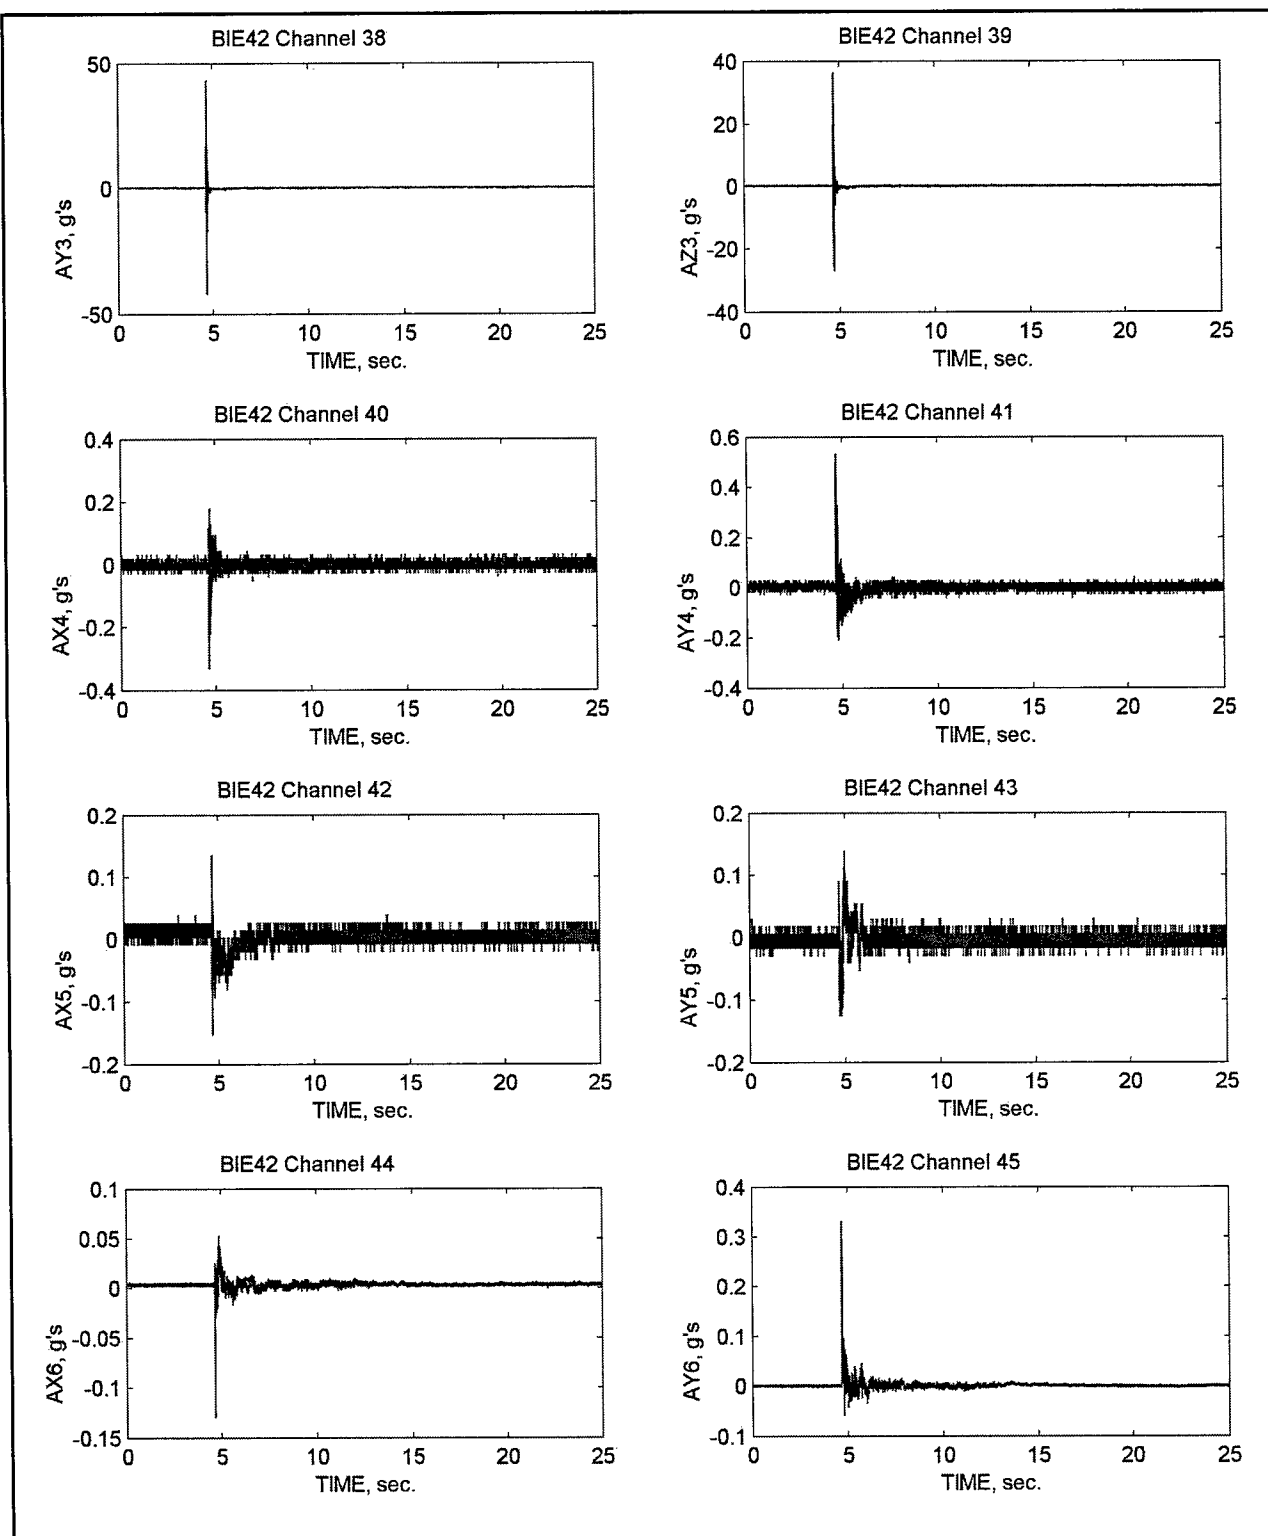 BIE42 Channel 38
50
0
-50
AY3, g's
0 5 10 15 20 25
TIME, sec.
BIE42 Channel 39
40
20
0
-20
-40
AZ3, g's
0 5 10 15 20 25
TIME, sec.
BIE42 Channel 40
0.4
0.2
0
-0.2
-0.4
AX4, g's
0 5 10 15 20 25
TIME, sec.
BIE42 Channel 41
0.6
0.4
0.2
0
-0.2
-0.4
AY4, g's
0 5 10 15 20 25
TIME, sec.
BIE42 Channel 42
0.2
0.1
0
-0.1
-0.2
AX5, g's
0 5 10 15 20 25
TIME, sec.
BIE42 Channel 43
0.2
0.1
0
-0.1
-0.2
AY5, g's
0 5 10 15 20 25
TIME, sec.
BIE42 Channel 44
0.1
0.05
0
-0.05
-0.1
-0.15
AX6, g's
0 5 10 15 20 25
TIME, sec.
BIE42 Channel 45
0.4
0.3
0.2
0.1
0
-0.1
AY6, g's
0 5 10 15 20 25
TIME, sec.